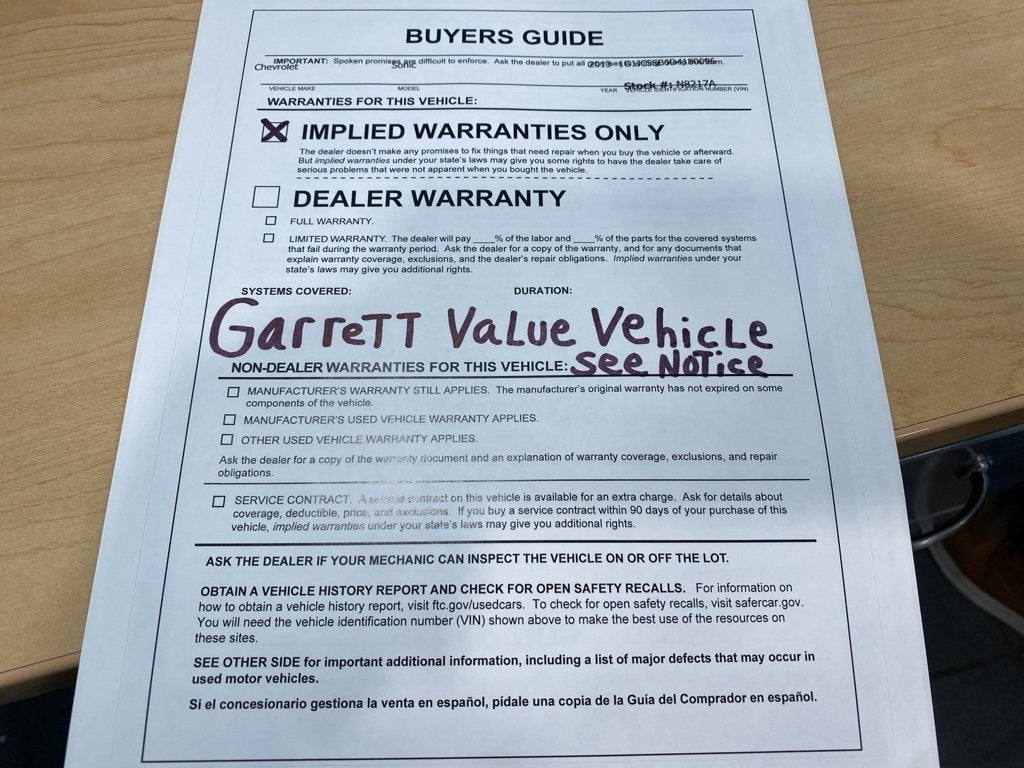 BUYERS GUIDE
IMPORTANT: Spoken promises are difficult to enforce. Ask the dealer to put all promises
Chevrolet Sonic 2013
Stock #: N8217A
VEHICLE MAKE MODEL YEAR VEHICLE IDENTIFICATION NUMBER (VIN)
WARRANTIES FOR THIS VEHICLE:
IMPLIED WARRANTIES ONLY
The dealer doesn't make any promises to fix things that need repair when you buy the vehicle or afterward.
But implied warranties under your state's laws may give you some rights to have the dealer take care of
serious problems that were not apparent when you bought the vehicle.
DEALER WARRANTY
FULL WARRANTY.
LIMITED WARRANTY. The dealer will pay ____% of the labor and ____% of the parts for the covered systems
that fail during the warranty period. Ask the dealer for a copy of the warranty, and for any documents that
explain warranty coverage, exclusions, and the dealer's repair obligations. Implied warranties under your
state's laws may give you additional rights.
SYSTEMS COVERED: DURATION:
Garrett Value Vehicle
NON-DEALER WARRANTIES FOR THIS VEHICLE: See Notice
MANUFACTURER'S WARRANTY STILL APPLIES. The manufacturer's original warranty has not expired on some
components of the vehicle.
MANUFACTURER'S USED VEHICLE WARRANTY APPLIES.
OTHER USED VEHICLE WARRANTY APPLIES.
Ask the dealer for a copy of the warranty document and an explanation of warranty coverage, exclusions, and repair
obligations.
SERVICE CONTRACT. A service contract on this vehicle is available for an extra charge. Ask for details about
coverage, deductible, price, and exclusions. If you buy a service contract within 90 days of your purchase of this
vehicle, implied warranties under your state's laws may give you additional rights.
ASK THE DEALER IF YOUR MECHANIC CAN INSPECT THE VEHICLE ON OR OFF THE LOT.
OBTAIN A VEHICLE HISTORY REPORT AND CHECK FOR OPEN SAFETY RECALLS. For information on
how to obtain a vehicle history report, visit ftc.gov/usedcars. To check for open safety recalls, visit safercar.gov.
You will need the vehicle identification number (VIN) shown above to make the best use of the resources on
these sites.
SEE OTHER SIDE for important additional information, including a list of major defects that may occur in
used motor vehicles.
Si el concesionario gestiona la venta en español, pídale una copia de la Guía del Comprador en español.